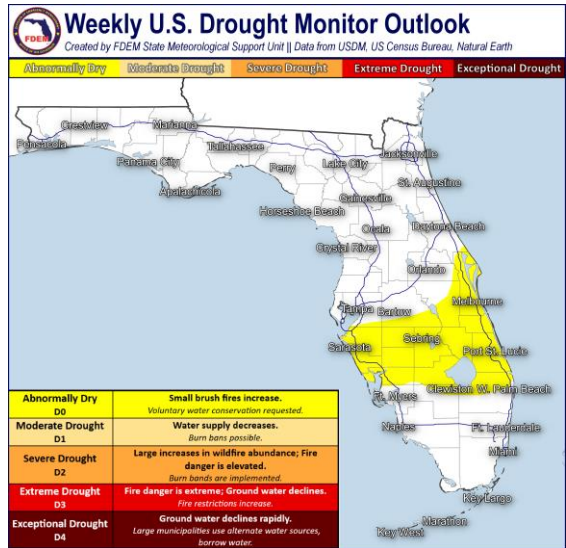 FDEM
Weekly U.S. Drought Monitor Outlook
Created by FDEM State Meteorological Support Unit || Data from USDM, US Census Bureau, Natural Earth
Abnormally Dry Moderate Drought Severe Drought Extreme Drought Exceptional Drought
Crestview Marianna
Pensacola Tallahassee Jacksonville
Panama City Perry Lake City
Apalachicola St. Augustine
Gainesville
Horseshoe Beach
Ocala Daytona Beach
Crystal River
Orlando
Melbourne
Tampa Bartow
Sarasota Sebring Port St. Lucie
Clewiston W. Palm Beach
Ft. Myers
Naples Ft. Lauderdale
Miami
Key Largo
Marathon
Key West
Abnormally Dry
D0
Small brush fires increase.
Voluntary water conservation requested.
Moderate Drought
D1
Water supply decreases.
Burn bans possible.
Severe Drought
D2
Large increases in wildfire abundance; Fire
danger is elevated.
Burn bands are implemented.
Extreme Drought
D3
Fire danger is extreme; Ground water declines.
Fire restrictions increase.
Exceptional Drought
D4
Ground water declines rapidly.
Large municipalities use alternate water sources,
borrow water.